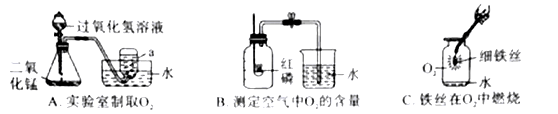 过氧化氢溶液
a
二氧
化锰
水
A. 实验室制取O₂
红
磷
水
B. 测定空气中O₂的含量
细铁丝
O₂
水
C. 铁丝在O₂中燃烧